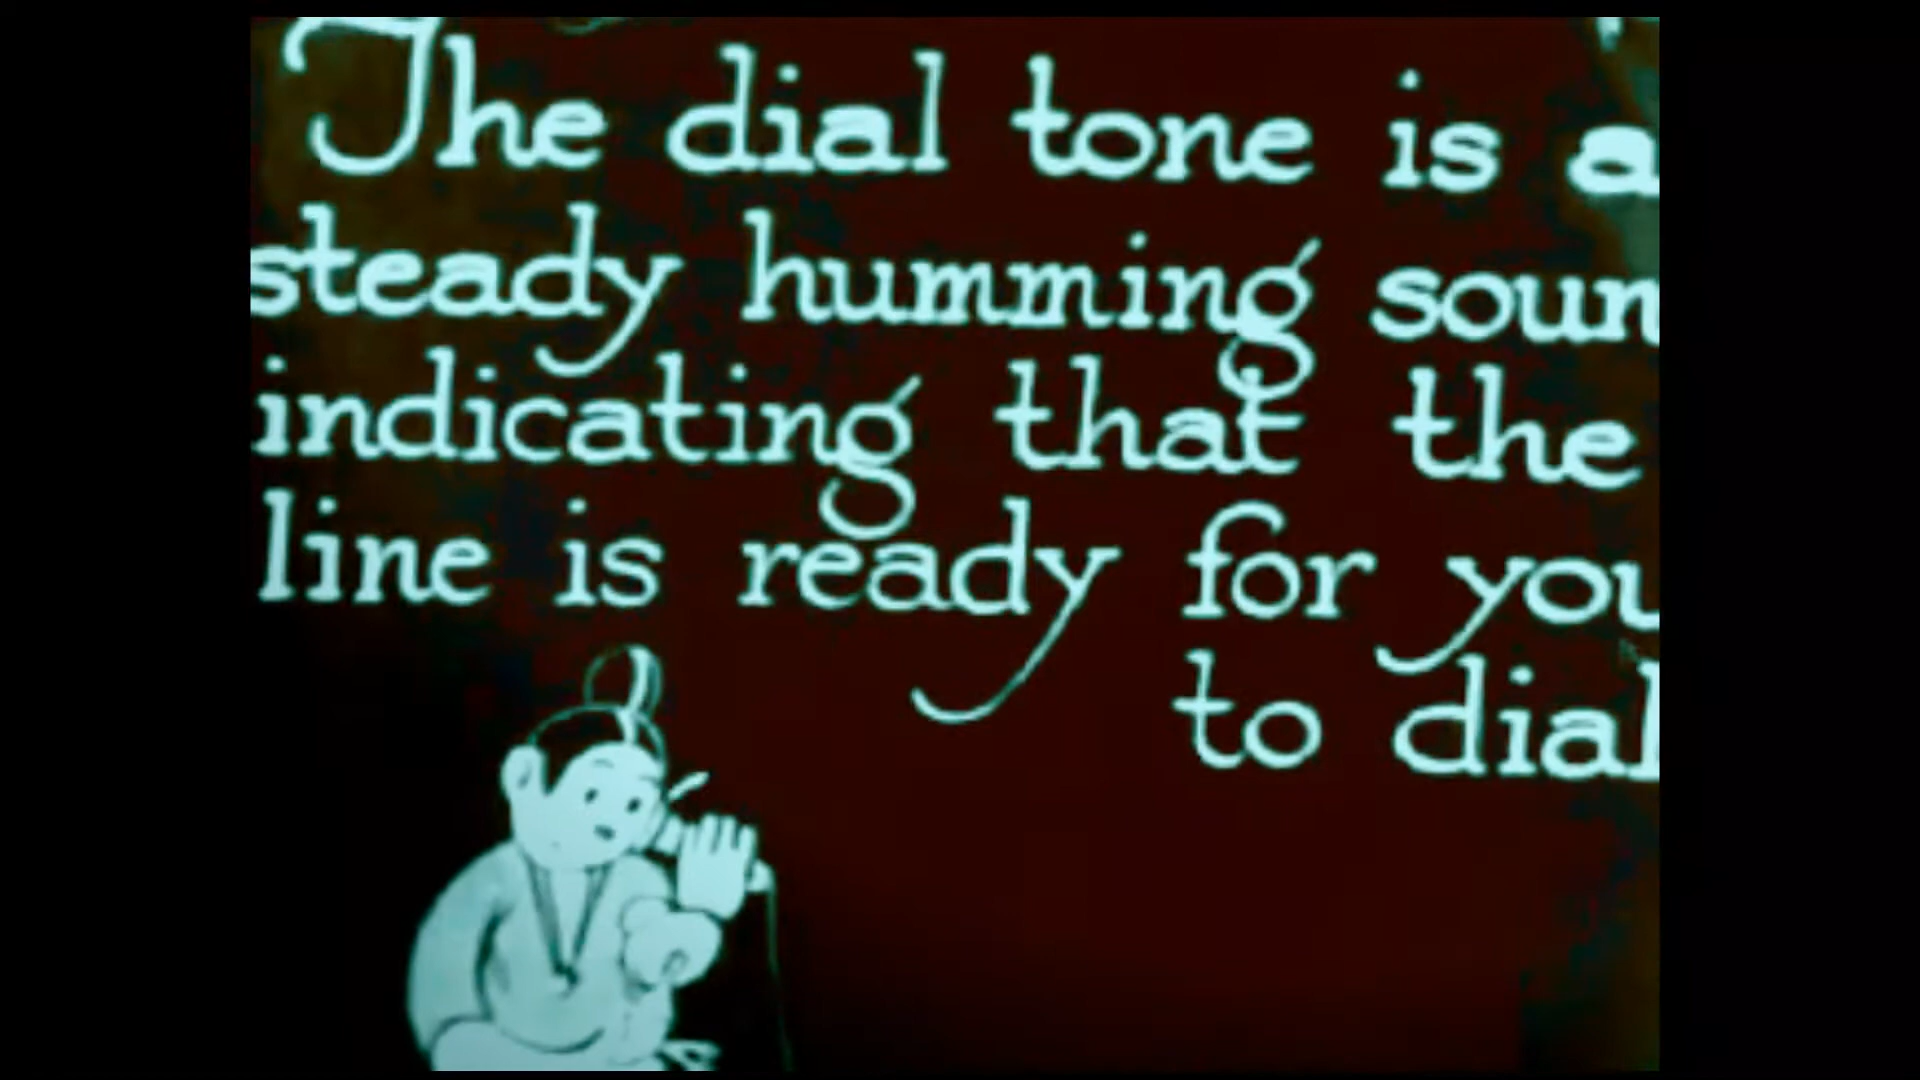 The dial tone is a
steady humming soun
indicating that the
line is ready for you
to dial